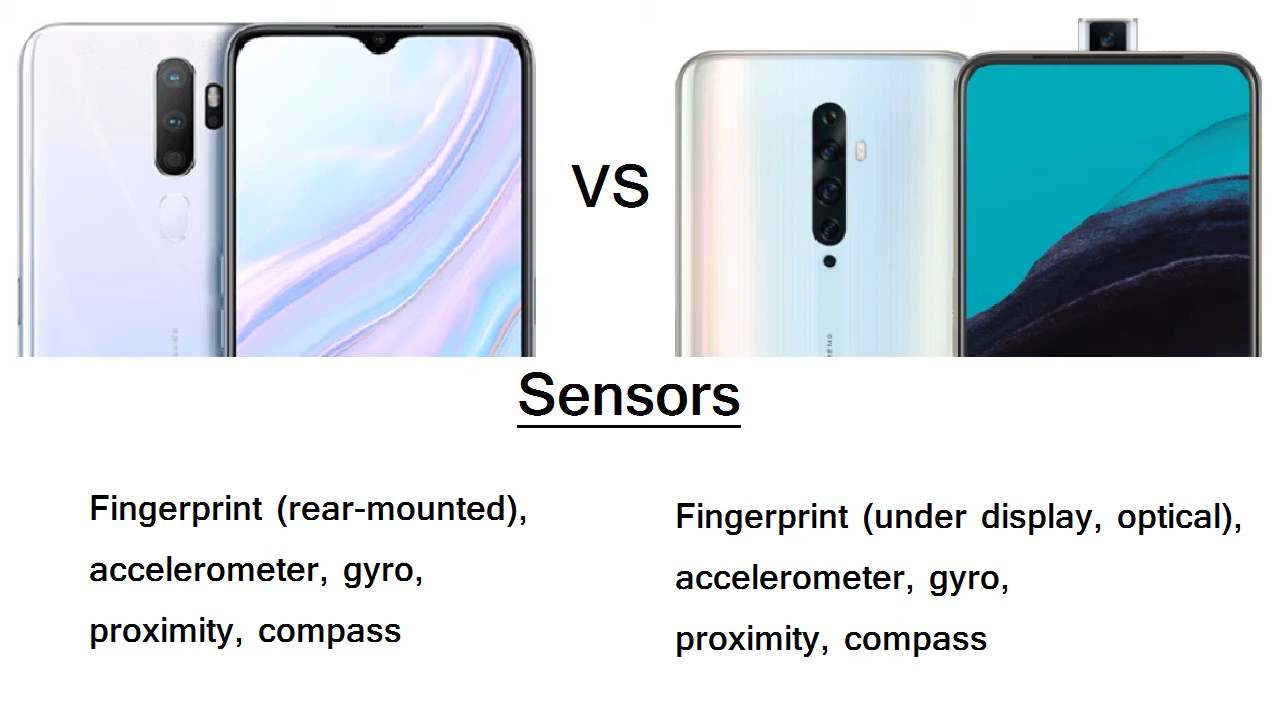 VS
Sensors
Fingerprint (rear-mounted),
accelerometer, gyro,
proximity, compass
Fingerprint (under display, optical),
accelerometer, gyro,
proximity, compass